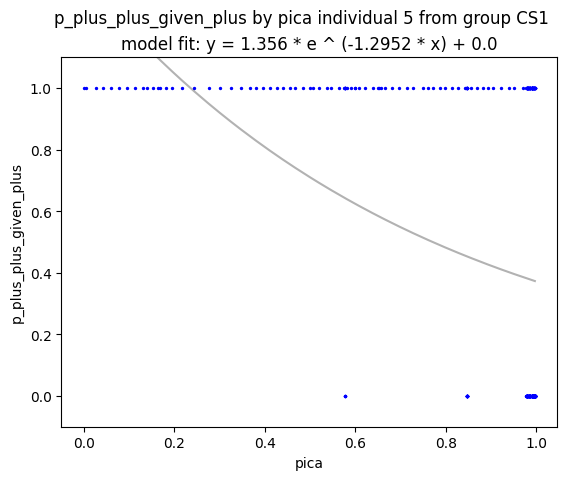 p_plus_plus_given_plus by pica individual 5 from group CS1
model fit: y = 1.356 * e ^ (-1.2952 * x) + 0.0
1.0
0.8
0.6
0.4
0.2
0.0
p_plus_plus_given_plus
0.0 0.2 0.4 0.6 0.8 1.0
pica